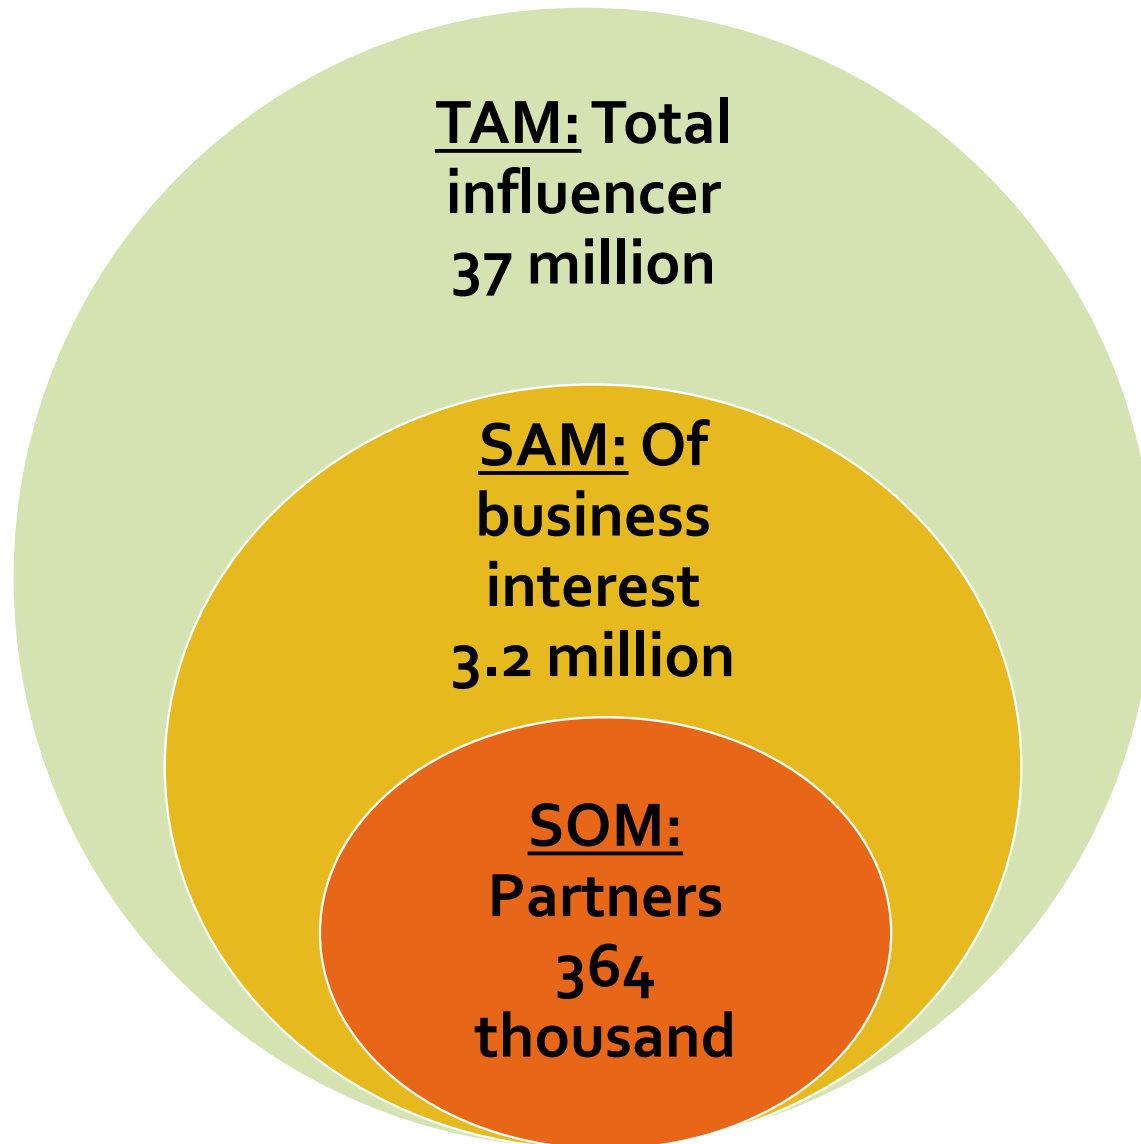 TAM: Total
influencer
37 million
SAM: Of
business
interest
3.2 million
SOM:
Partners
364
thousand